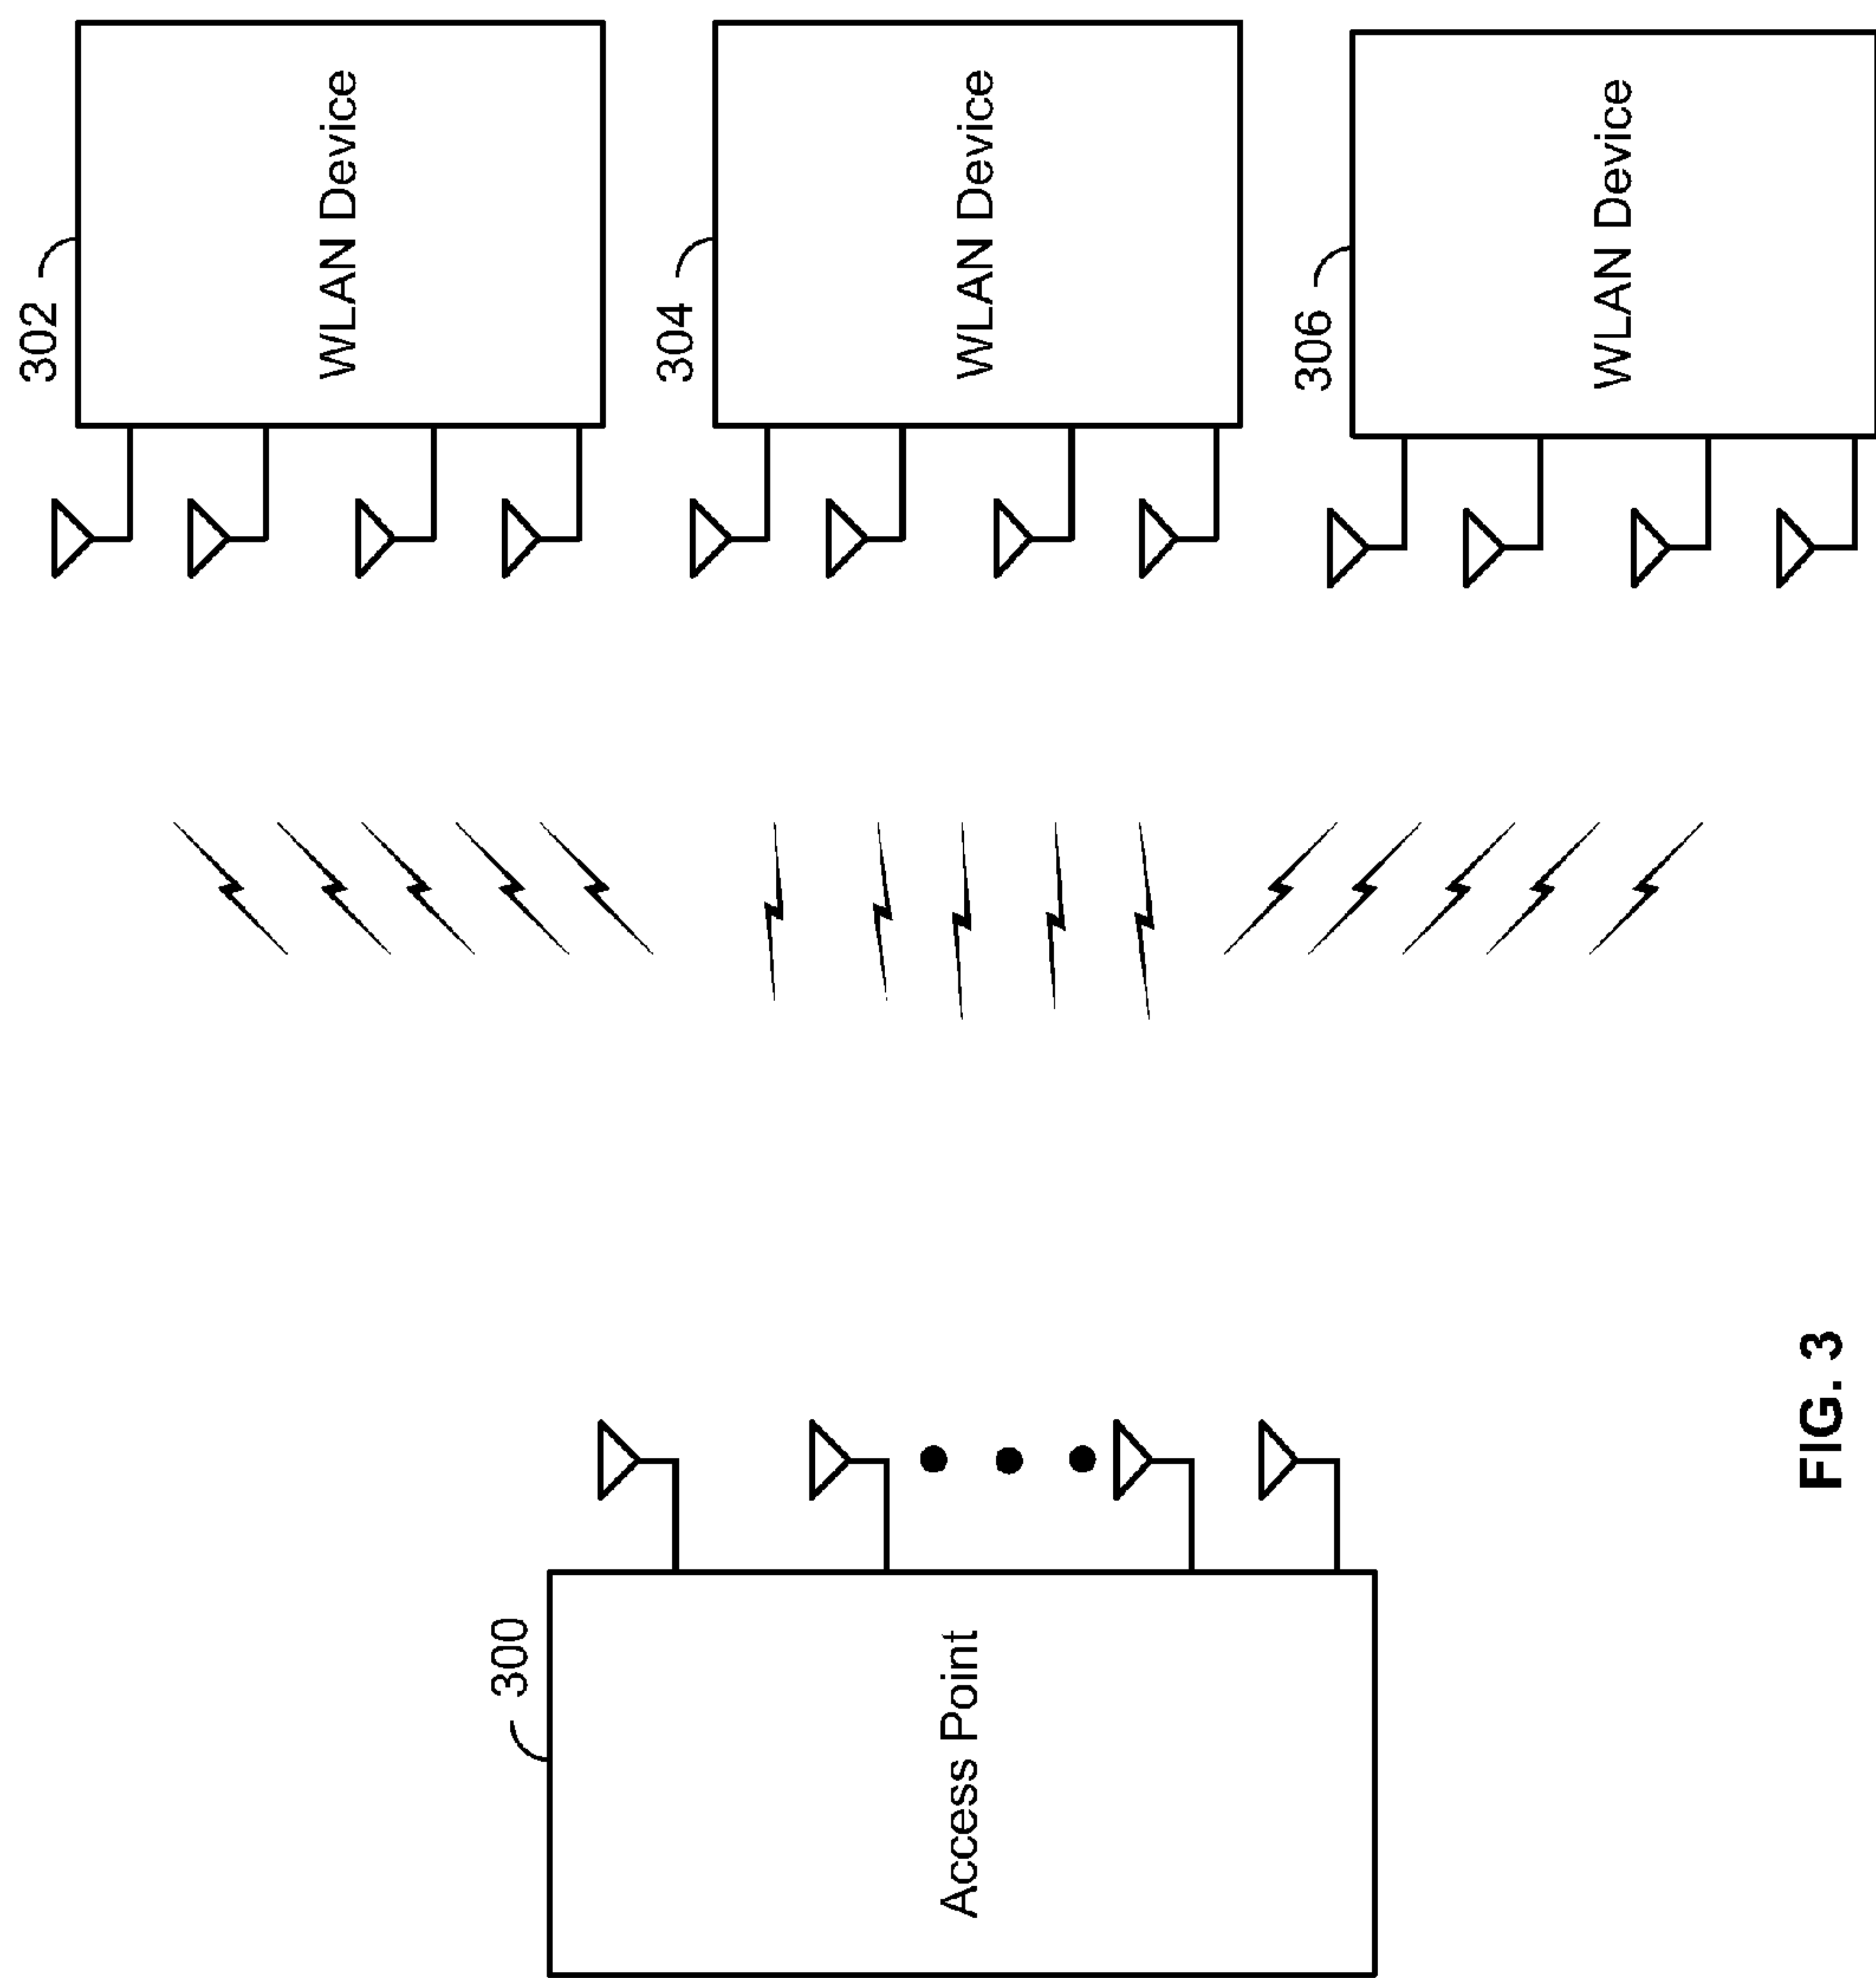 302
WLAN Device
304
WLAN Device
306
WLAN Device
300
Access Point
FIG. 3